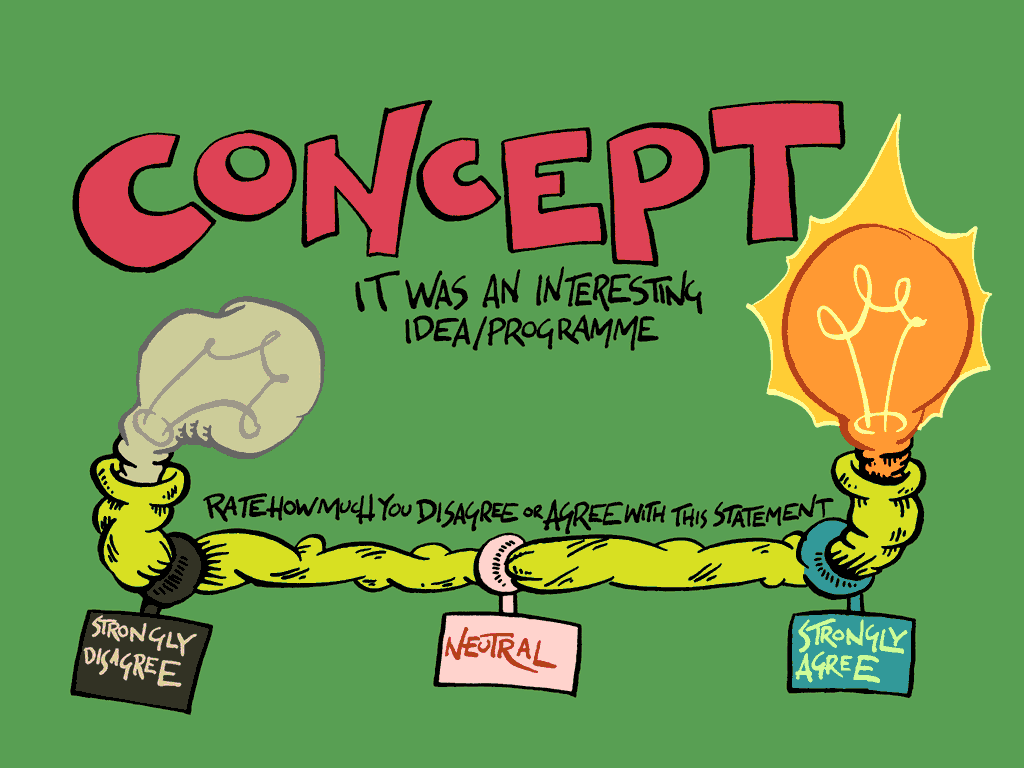 CONCEPT
IT WAS AN INTERESTING
IDEA/PROGRAMME
RATE HOW MUCH YOU DISAGREE OR AGREE WITH THIS STATEMENT
STRONGLY
DISAGREE
NEUTRAL
STRONGLY
AGREE